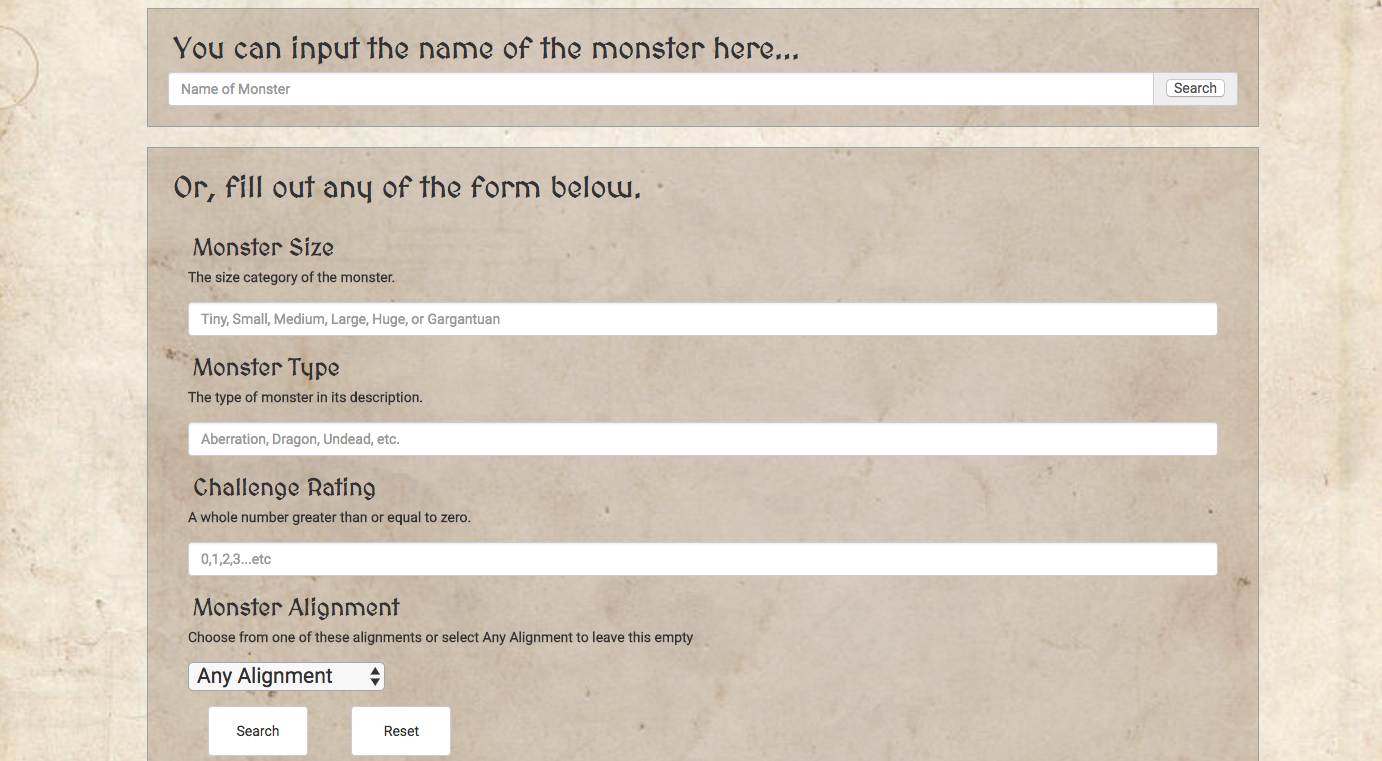 You can input the name of the monster here...
Name of Monster
Search
Or, fill out any of the form below.
Monster Size
The size category of the monster.
Tiny, Small, Medium, Large, Huge, or Gargantuan
Monster Type
The type of monster in its description.
Aberration, Dragon, Undead, etc.
Challenge Rating
A whole number greater than or equal to zero.
0,1,2,3...etc
Monster Alignment
Choose from one of these alignments or select Any Alignment to leave this empty
Any Alignment
Search Reset